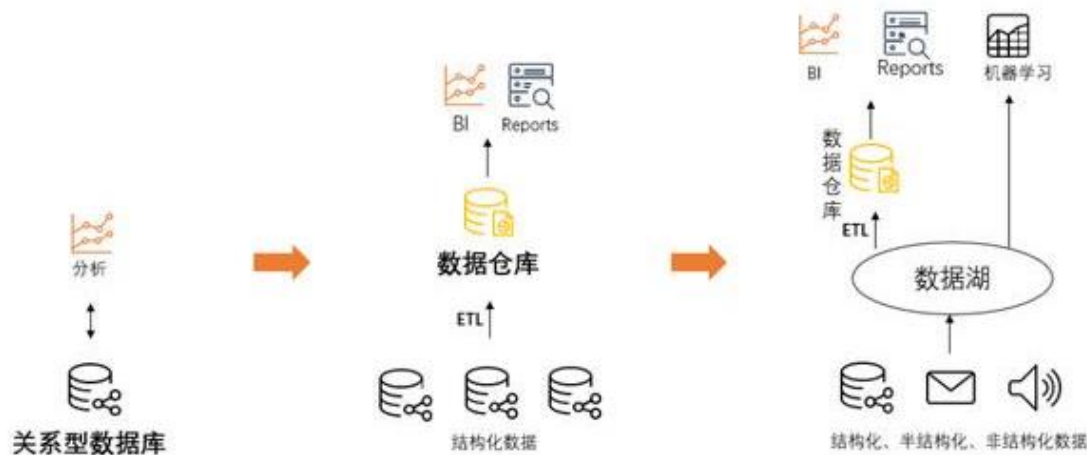 分析
关系型数据库
BI
Reports
数据仓库
ETL
结构化数据
BI
Reports
机器学习
数据仓库
ETL
数据湖
结构化、半结构化、非结构化数据